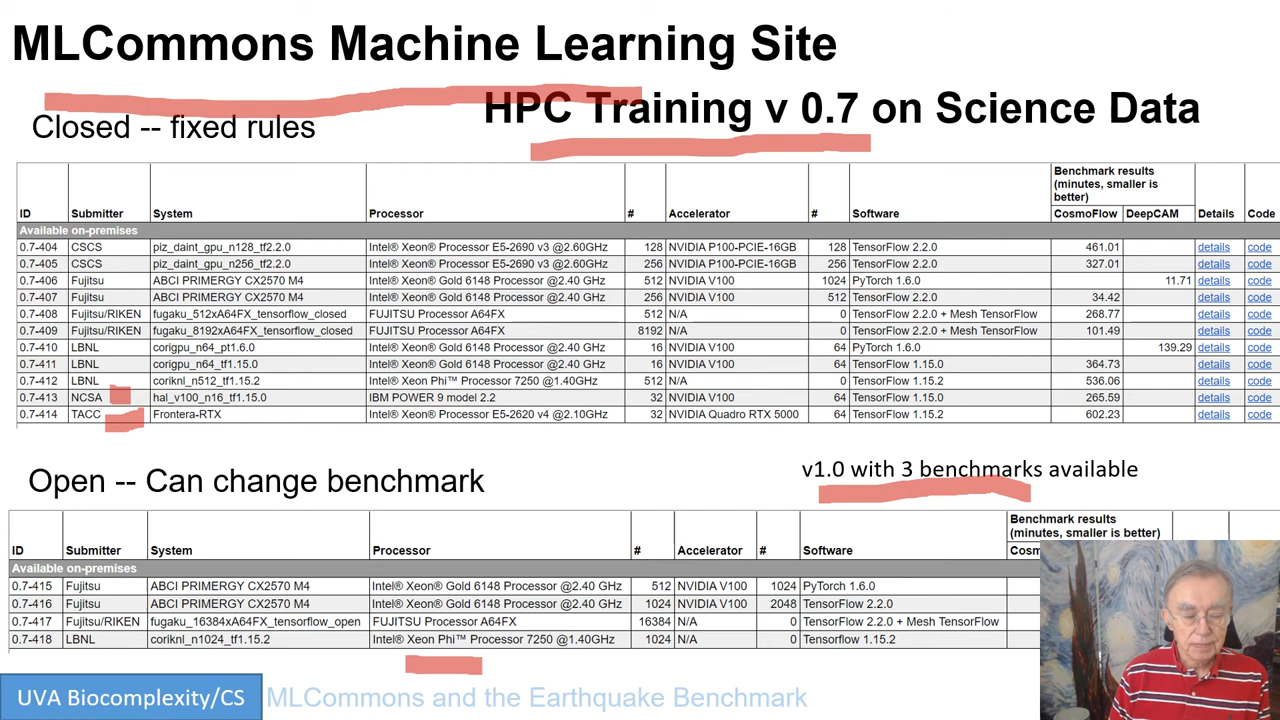 MLCommons Machine Learning Site
HPC Training v 0.7 on Science Data
Closed -- fixed rules
Benchmark results
(minutes, smaller is
better)
ID Submitter System Processor # Accelerator # Software CosmoFlow DeepCAM Details Code
Available on-premises
0.7-404 CSCS piz_daint_gpu_n128_tf2.2.0 Intel® Xeon® Processor E5-2690 v3 @2.60GHz 128 NVIDIA P100-PCIE-16GB 128 TensorFlow 2.2.0 461.01 details code
0.7-405 CSCS piz_daint_gpu_n256_tf2.2.0 Intel® Xeon® Processor E5-2690 v3 @2.60GHz 256 NVIDIA P100-PCIE-16GB 256 TensorFlow 2.2.0 327.01 details code
0.7-406 Fujitsu ABCI PRIMERGY CX2570 M4 Intel® Xeon® Gold 6148 Processor @2.40 GHz 512 NVIDIA V100 1024 PyTorch 1.6.0 11.71 details code
0.7-407 Fujitsu ABCI PRIMERGY CX2570 M4 Intel® Xeon® Gold 6148 Processor @2.40 GHz 256 NVIDIA V100 512 TensorFlow 2.2.0 34.42 details code
0.7-408 Fujitsu/RIKEN fugaku_512xA64FX_tensorflow_closed FUJITSU Processor A64FX 512 N/A 0 TensorFlow 2.2.0 + Mesh TensorFlow 268.77 details code
0.7-409 Fujitsu/RIKEN fugaku_8192xA64FX_tensorflow_closed FUJITSU Processor A64FX 8192 N/A 0 TensorFlow 2.2.0 + Mesh TensorFlow 101.49 details code
0.7-410 LBNL corigpu_n64_pt1.6.0 Intel® Xeon® Gold 6148 Processor @2.40 GHz 16 NVIDIA V100 64 PyTorch 1.6.0 139.29 details code
0.7-411 LBNL corigpu_n64_tf1.15.0 Intel® Xeon® Gold 6148 Processor @2.40 GHz 16 NVIDIA V100 64 TensorFlow 1.15.0 364.73 details code
0.7-412 LBNL coriknl_n512_tf1.15.2 Intel® Xeon Phi™ Processor 7250 @1.40GHz 512 N/A 0 TensorFlow 1.15.2 536.06 details code
0.7-413 NCSA hal_v100_n16_tf1.15.0 IBM POWER 9 model 2.2 32 NVIDIA V100 64 TensorFlow 1.15.0 265.59 details code
0.7-414 TACC Frontera-RTX Intel® Xeon® Processor E5-2620 v4 @2.10GHz 32 NVIDIA Quadro RTX 5000 64 TensorFlow 1.15.2 602.23 details code
v1.0 with 3 benchmarks available
Open -- Can change benchmark
Benchmark results
(minutes, smaller is better)
ID Submitter System Processor # Accelerator # Software
Available on-premises
0.7-415 Fujitsu ABCI PRIMERGY CX2570 M4 Intel® Xeon® Gold 6148 Processor @2.40 GHz 512 NVIDIA V100 1024 PyTorch 1.6.0
0.7-416 Fujitsu ABCI PRIMERGY CX2570 M4 Intel® Xeon® Gold 6148 Processor @2.40 GHz 1024 NVIDIA V100 2048 TensorFlow 2.2.0
0.7-417 Fujitsu/RIKEN fugaku_16384xA64FX_tensorflow_open FUJITSU Processor A64FX 16384 N/A 0 TensorFlow 2.2.0 + Mesh TensorFlow
0.7-418 LBNL coriknl_n1024_tf1.15.2 Intel® Xeon Phi™ Processor 7250 @1.40GHz 1024 N/A 0 Tensorflow 1.15.2
UVA Biocomplexity/CS MLCommons and the Earthquake Benchmark